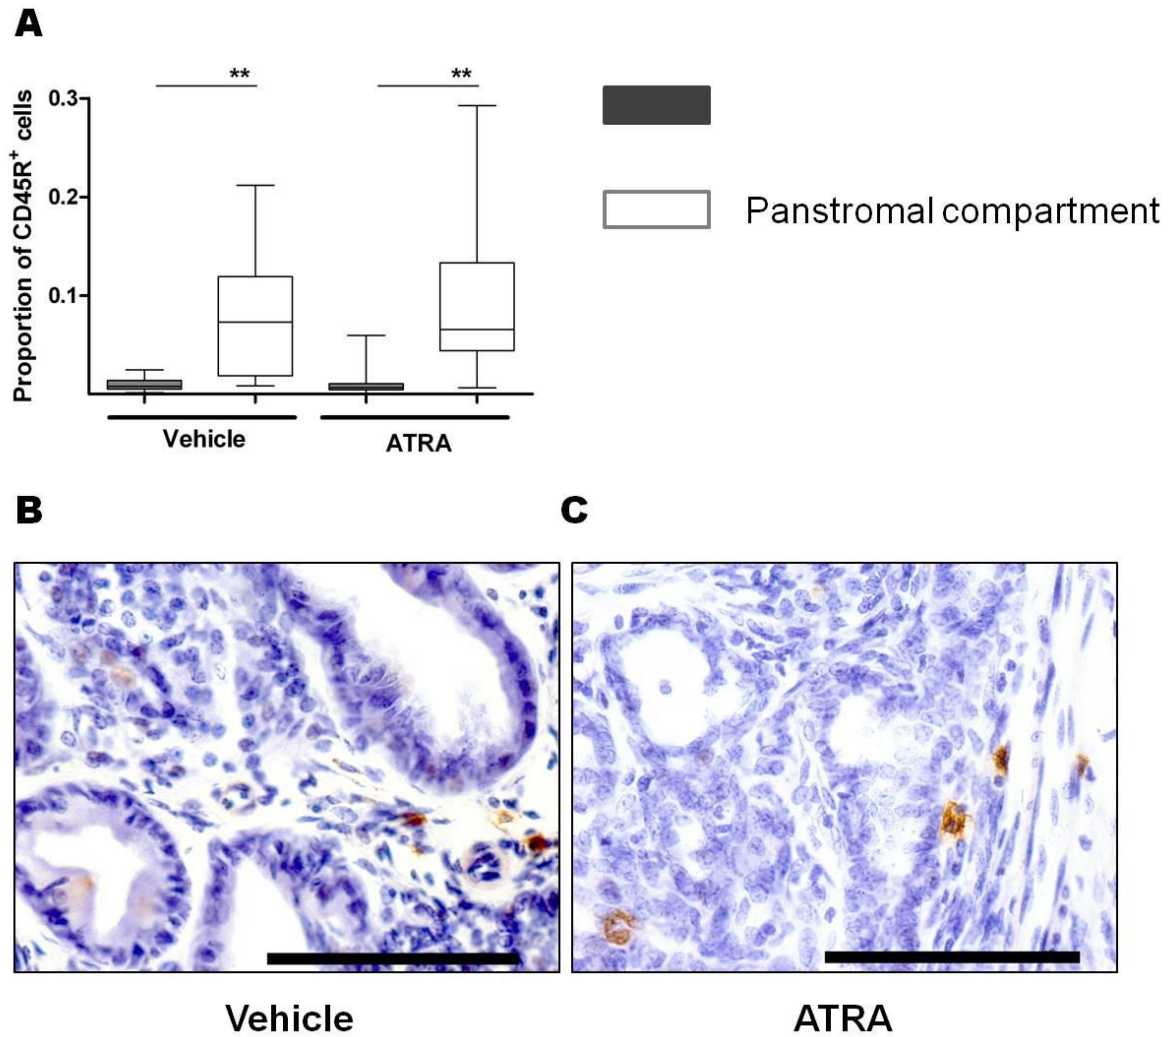 A
**
**
0.3
0.2
0.1
Proportion of CD45R+ cells
Vehicle
ATRA
Panstromal compartment
B
C
Vehicle
ATRA